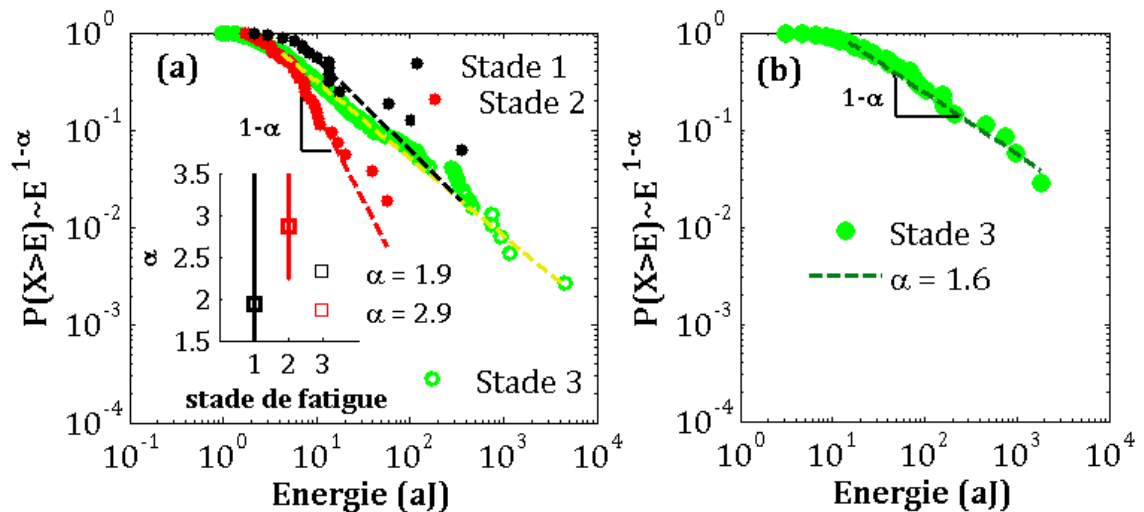 (a)
Stade 1
Stade 2
1-α
α = 1.9
α = 2.9
Stade 3
3.5
3
2.5
2
1.5
α
1 2 3
stade de fatigue
10^0
10^-1
10^-2
10^-3
10^-4
P(X>E)~E^1-α
10^-1 10^0 10^1 10^2 10^3 10^4
Energie (aJ)
(b)
1-α
Stade 3
α = 1.6
10^0
10^-1
10^-2
10^-3
10^-4
P(X>E)~E^1-α
10^0 10^1 10^2 10^3 10^4
Energie (aJ)